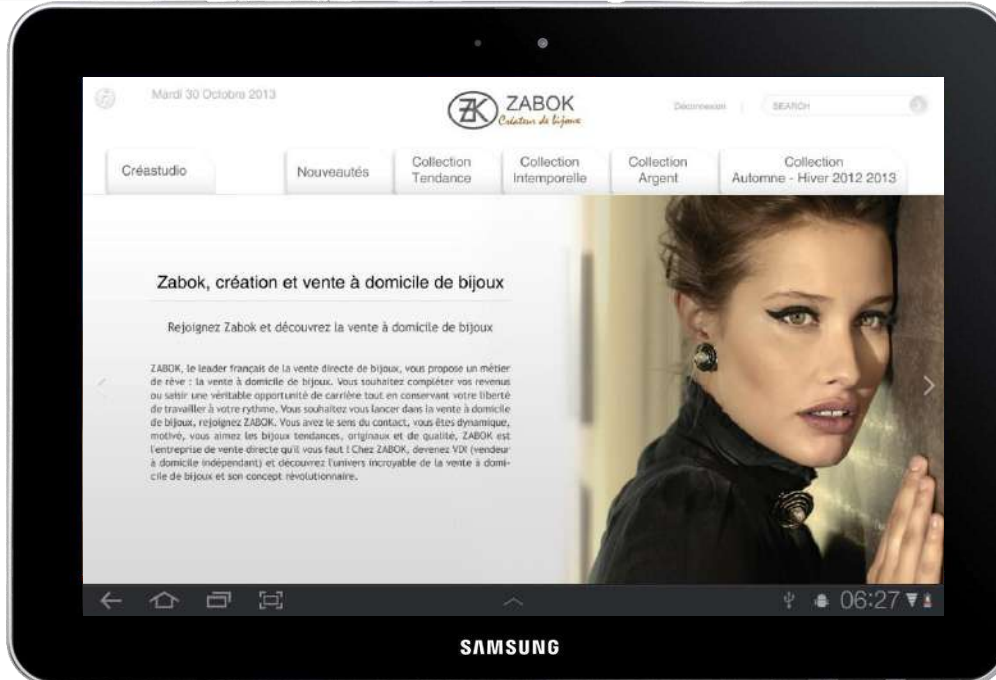 Mardi 30 Octobre 2013
ZK ZABOK
Créateur de bijoux
Déconnexion | SEARCH
Créastudio
Nouveautés
Collection
Tendance
Collection
Intemporelle
Collection
Argent
Collection
Automne - Hiver 2012 2013
Zabok, création et vente à domicile de bijoux
Rejoignez Zabok et découvrez la vente à domicile de bijoux
ZABOK, le leader français de la vente directe de bijoux, vous propose un métier
de rêve : la vente à domicile de bijoux. Vous souhaitez compléter vos revenus
ou saisir une véritable opportunité de carrière tout en conservant votre liberté
de travailler à votre rythme. Vous souhaitez vous lancer dans la vente à domicile
de bijoux, rejoignez ZABOK. Vous avez le sens du contact, vous êtes dynamique,
motivé, vous aimez les bijoux tendances, originaux et de qualité, ZABOK est
l'entreprise de vente directe qu'il vous faut ! Chez ZABOK, devenez VDI (vendeur
à domicile indépendant) et découvrez l'univers incroyable de la vente à domi-
cile de bijoux et son concept révolutionnaire.
06:27
SAMSUNG